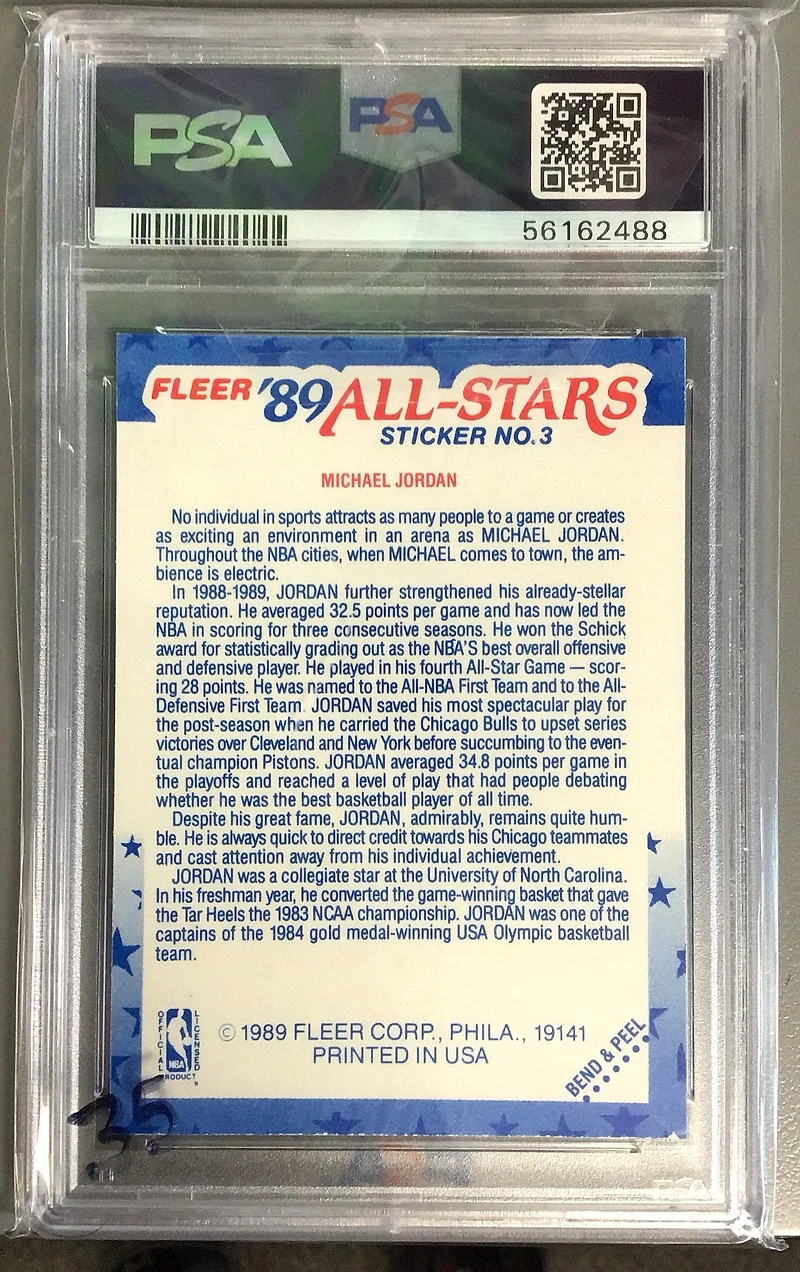 PSA
PSA
56162488
FLEER '89 ALL-STARS
STICKER NO. 3
MICHAEL JORDAN
No individual in sports attracts as many people to a game or creates
as exciting an environment in an arena as MICHAEL JORDAN.
Throughout the NBA cities, when MICHAEL comes to town, the am-
bience is electric.
In 1988-1989, JORDAN further strengthened his already-stellar
reputation. He averaged 32.5 points per game and has now led the
NBA in scoring for three consecutive seasons. He won the Schick
award for statistically grading out as the NBA'S best overall offensive
and defensive player. He played in his fourth All-Star Game — scor-
ing 28 points. He was named to the All-NBA First Team and to the All-
Defensive First Team. JORDAN saved his most spectacular play for
the post-season when he carried the Chicago Bulls to upset series
victories over Cleveland and New York before succumbing to the even-
tual champion Pistons. JORDAN averaged 34.8 points per game in
the playoffs and reached a level of play that had people debating
whether he was the best basketball player of all time.
Despite his great fame, JORDAN, admirably, remains quite hum-
ble. He is always quick to direct credit towards his Chicago teammates
and cast attention away from his individual achievement.
JORDAN was a collegiate star at the University of North Carolina.
In his freshman year, he converted the game-winning basket that gave
the Tar Heels the 1983 NCAA championship. JORDAN was one of the
captains of the 1984 gold medal-winning USA Olympic basketball
team.
OFFICIAL
LICENSED
NBA
PRODUCT
© 1989 FLEER CORP., PHILA., 19141
PRINTED IN USA
BEND & PEEL
35
PSA